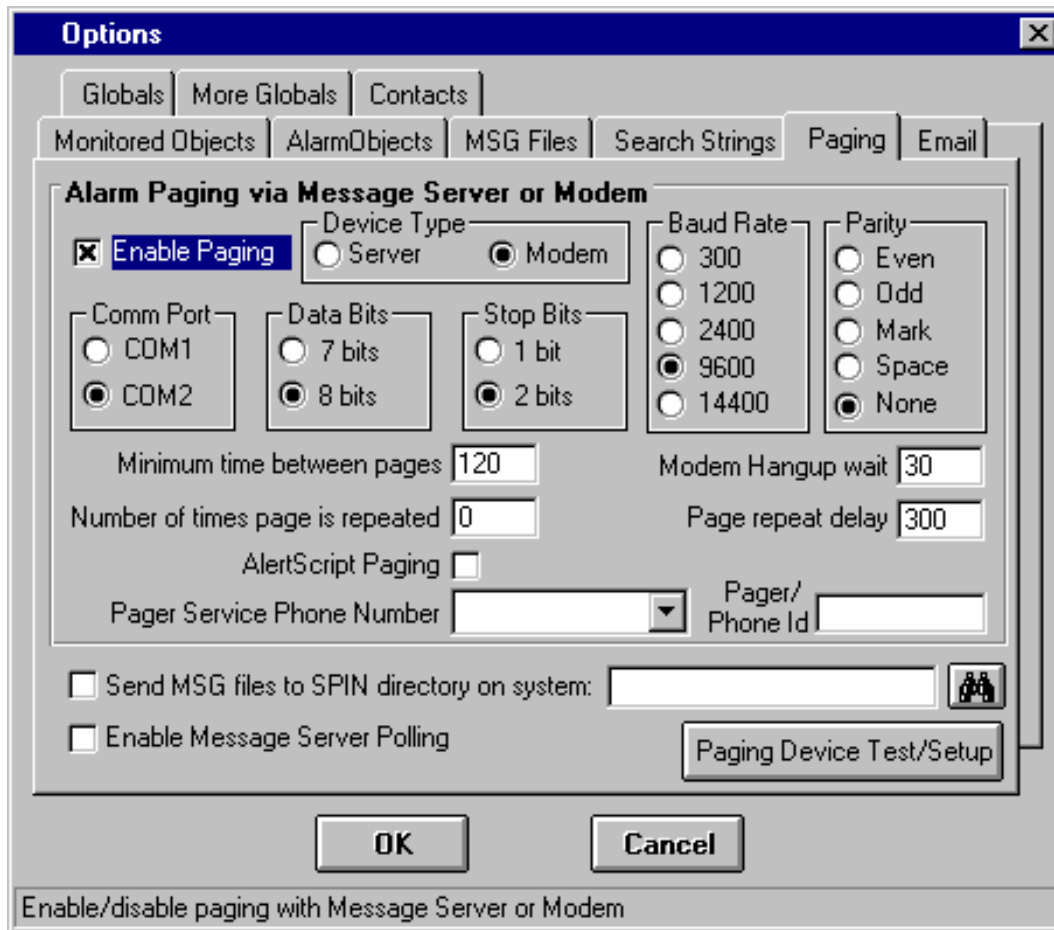 Options
Globals More Globals Contacts
Monitored Objects AlarmObjects MSG Files Search Strings Paging Email
Alarm Paging via Message Server or Modem
Enable Paging
Device Type
Server Modem
Baud Rate
300
1200
2400
9600
14400
Parity
Even
Odd
Mark
Space
None
Comm Port
COM1
COM2
Data Bits
7 bits
8 bits
Stop Bits
1 bit
2 bits
Minimum time between pages 120
Modem Hangup wait 30
Number of times page is repeated 0
Page repeat delay 300
AlertScript Paging
Pager Service Phone Number
Pager/
Phone Id
Send MSG files to SPIN directory on system:
Enable Message Server Polling
Paging Device Test/Setup
OK Cancel
Enable/disable paging with Message Server or Modem